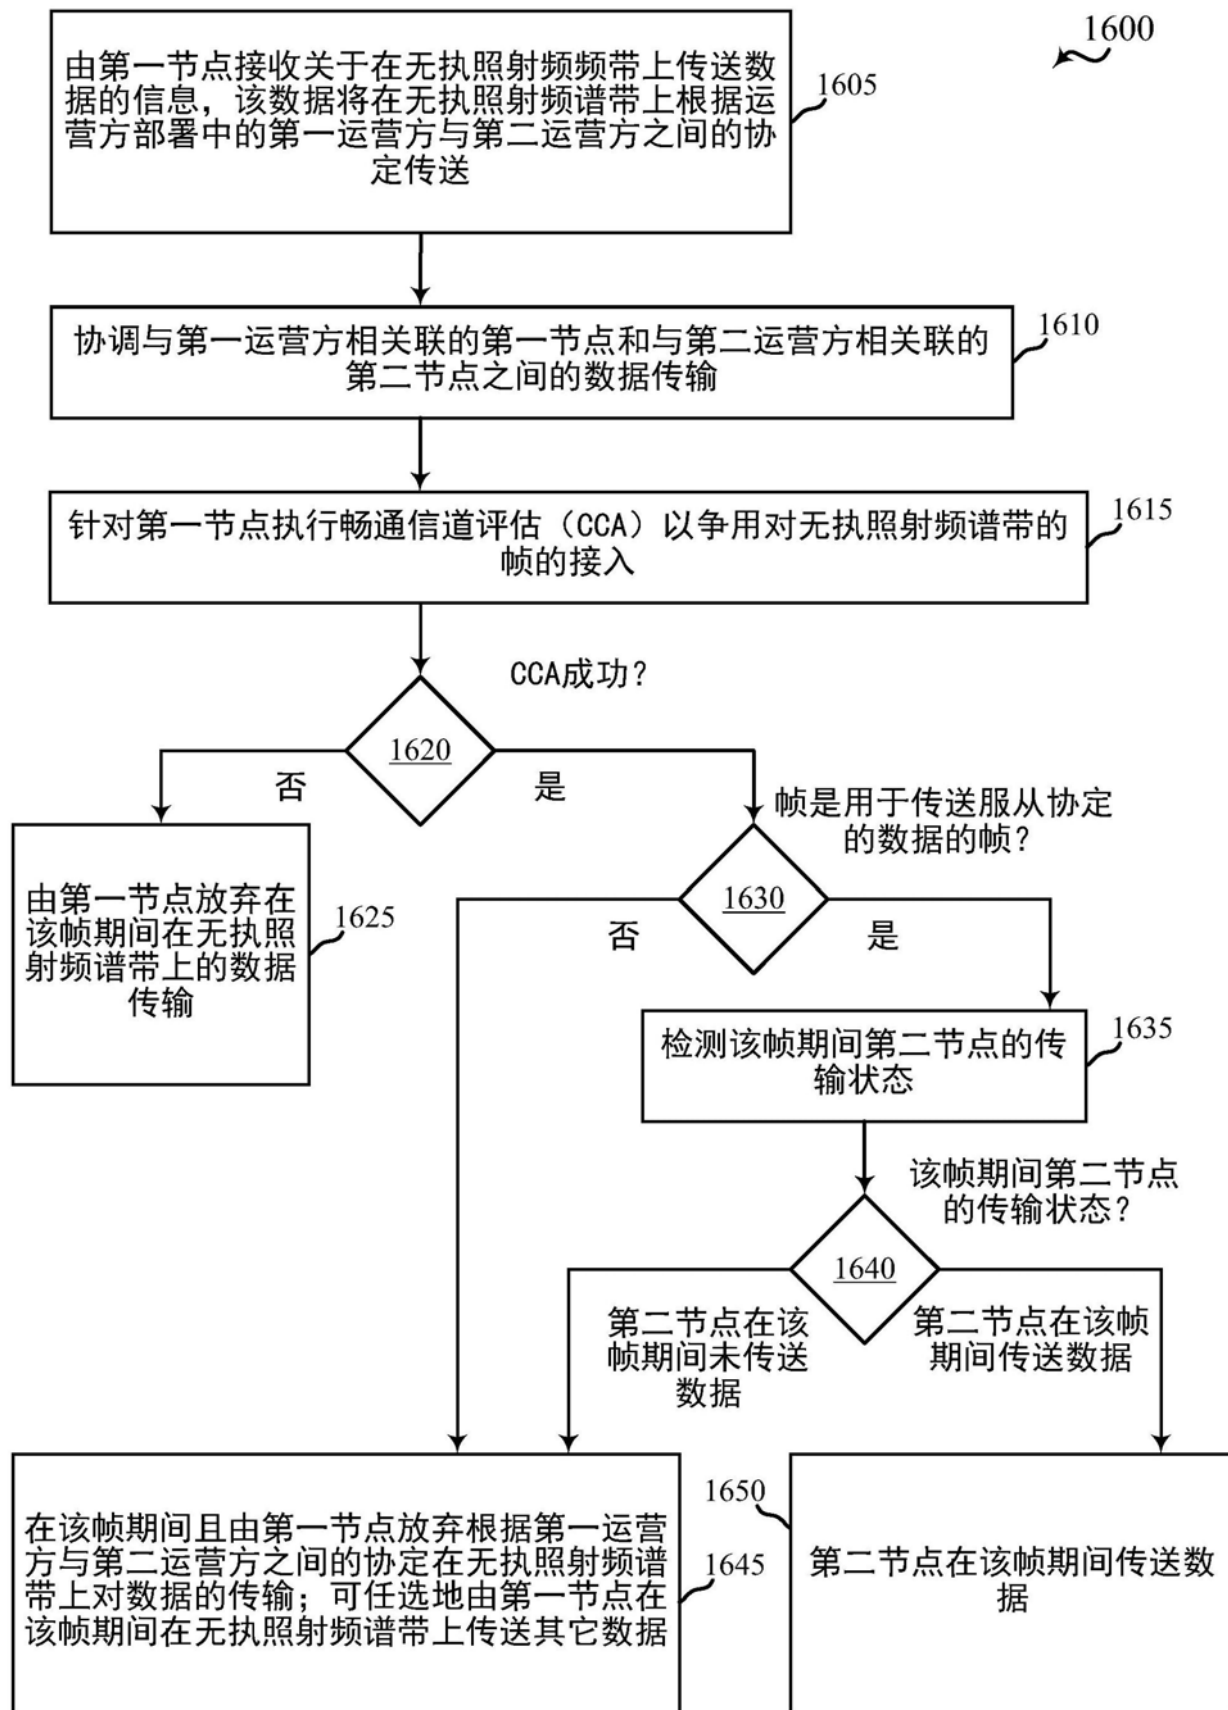 1600
由第一节点接收关于在无执照射频频带上传送数
据的信息，该数据将在无执照射频谱带上根据运
营方部署中的第一运营方与第二运营方之间的协
定传送
1605
协调与第一运营方相关联的第一节点和与第二运营方相关联的
第二节点之间的数据传输
1610
针对第一节点执行畅通信道评估（CCA）以争用对无执照射频谱带的
帧的接入
1615
CCA成功？
1620
否
是
帧是用于传送服从协定
的数据的帧？
由第一节点放弃在
该帧期间在无执照
射频谱带上的数据
传输
1625
1630
否
是
检测该帧期间第二节点的传
输状态
1635
该帧期间第二节点
的传输状态？
1640
第二节点在该
帧期间未传送
数据
第二节点在该帧
期间传送数据
在该帧期间且由第一节点放弃根据第一运营
方与第二运营方之间的协定在无执照射频谱
带上对数据的传输；可任选地由第一节点在
该帧期间在无执照射频谱带上传送其它数据
1645
1650
第二节点在该帧期间传送数
据